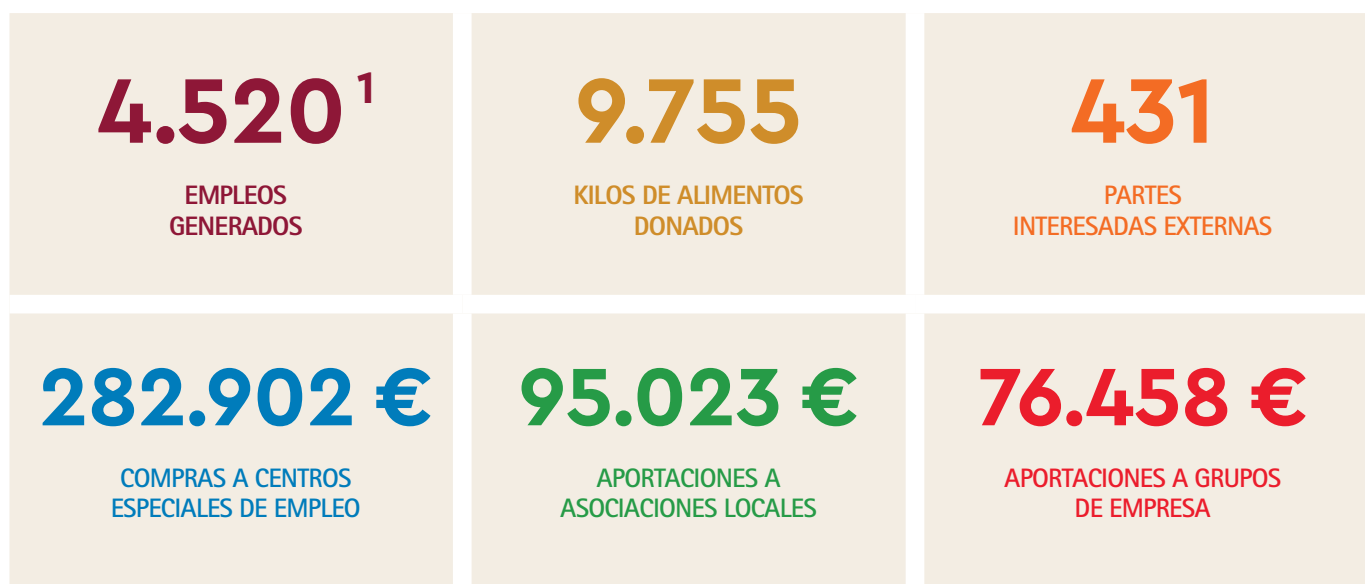 4.520 1
EMPLEOS
GENERADOS
9.755
KILOS DE ALIMENTOS
DONADOS
431
PARTES
INTERESADAS EXTERNAS
282.902 €
COMPRAS A CENTROS
ESPECIALES DE EMPLEO
95.023 €
APORTACIONES A
ASOCIACIONES LOCALES
76.458 €
APORTACIONES A GRUPOS
DE EMPRESA